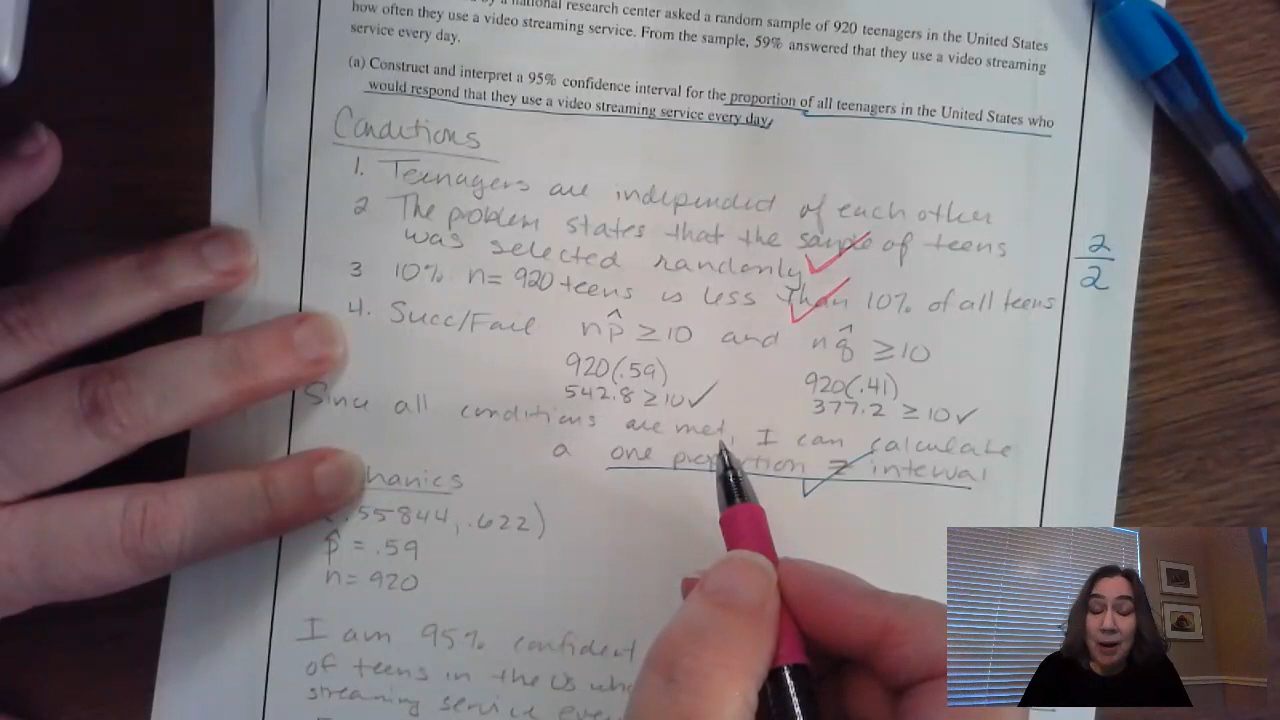 national research center asked a random sample of 920 teenagers in the United States
how often they use a video streaming service. From the sample, 59% answered that they use a video streaming
service every day.
(a) Construct and interpret a 95% confidence interval for the proportion of all teenagers in the United States who
would respond that they use a video streaming service every day.
Conditions
1. Teenagers are independent of each other
2 The problem states that the sample of teens
was selected randomly
3 10% n=920 teens is less than 10% of all teens
4. Succ/Fail np̂ ≥ 10 and nq̂ ≥ 10
920(.59) 920(.41)
542.8 ≥ 10 ✓ 377.2 ≥ 10 ✓
Since all conditions are met, I can calculate
a one proportion z interval
hanics
.55844, .622)
p̂ = .59
n = 920
I am 95% confident
of teens in the US who
streaming service
2/2